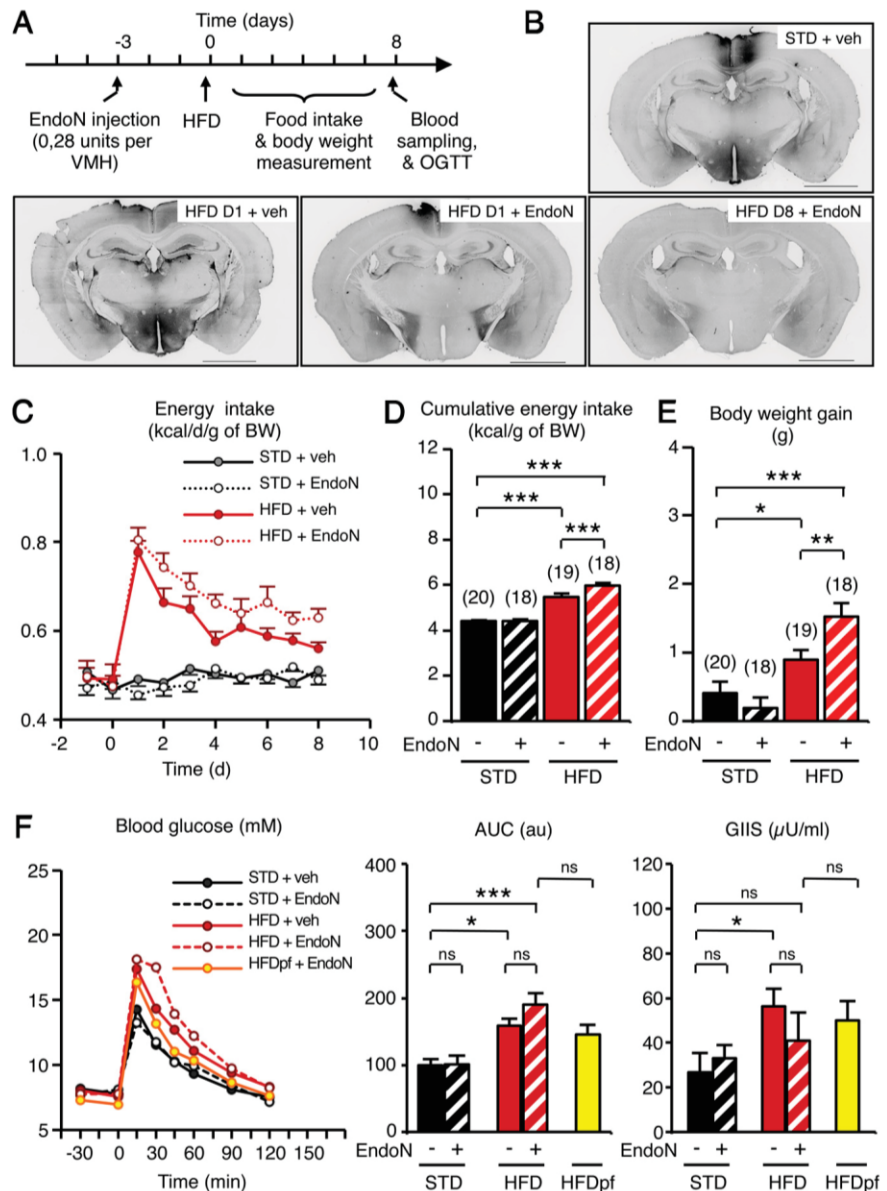 A
Time (days)
-3 0 8
EndoN injection
(0,28 units per
VMH)
HFD
Food intake
& body weight
measurement
Blood
sampling,
& OGTT
B
STD + veh
HFD D1 + veh
HFD D1 + EndoN
HFD D8 + EndoN
C
Energy intake
(kcal/d/g of BW)
STD + veh
STD + EndoN
HFD + veh
HFD + EndoN
1.0
0.8
0.6
0.4
-2 0 2 4 6 8 10
Time (d)
D
Cumulative energy intake
(kcal/g of BW)
12
10
8
6
4
2
0
***
***
***
(20) (18) (19) (18)
EndoN - + - +
STD HFD
E
Body weight gain
(g)
4
3
2
1
0
***
*
**
(20) (18) (19) (18)
EndoN - + - +
STD HFD
F
Blood glucose (mM)
STD + veh
STD + EndoN
HFD + veh
HFD + EndoN
HFDpf + EndoN
25
20
15
10
5
-30 0 30 60 90 120 150
Time (min)
AUC (au)
400
300
200
100
0
ns
***
*
ns ns
EndoN - + - +
STD HFD HFDpf
GIIS (µU/ml)
120
100
80
60
40
20
0
ns
ns
*
ns ns
EndoN - + - +
STD HFD HFDpf